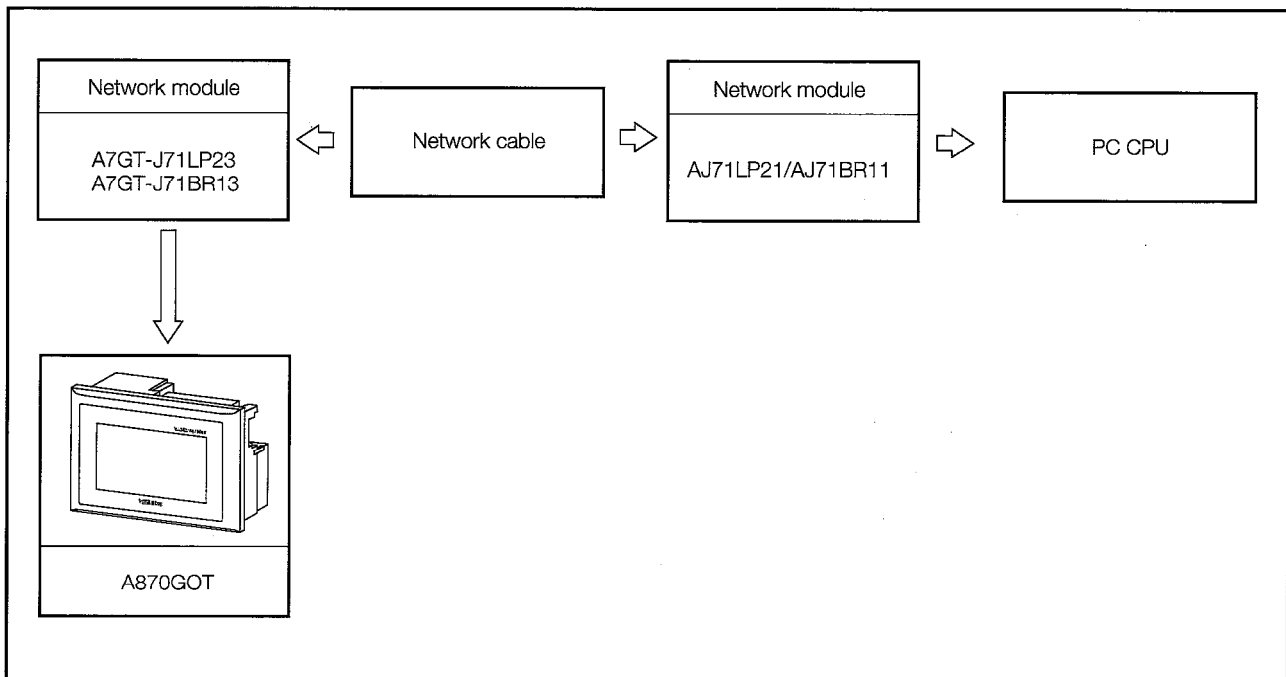 Network module
A7GT-J71LP23
A7GT-J71BR13
Network cable
Network module
AJ71LP21/AJ71BR11
PC CPU
A870GOT